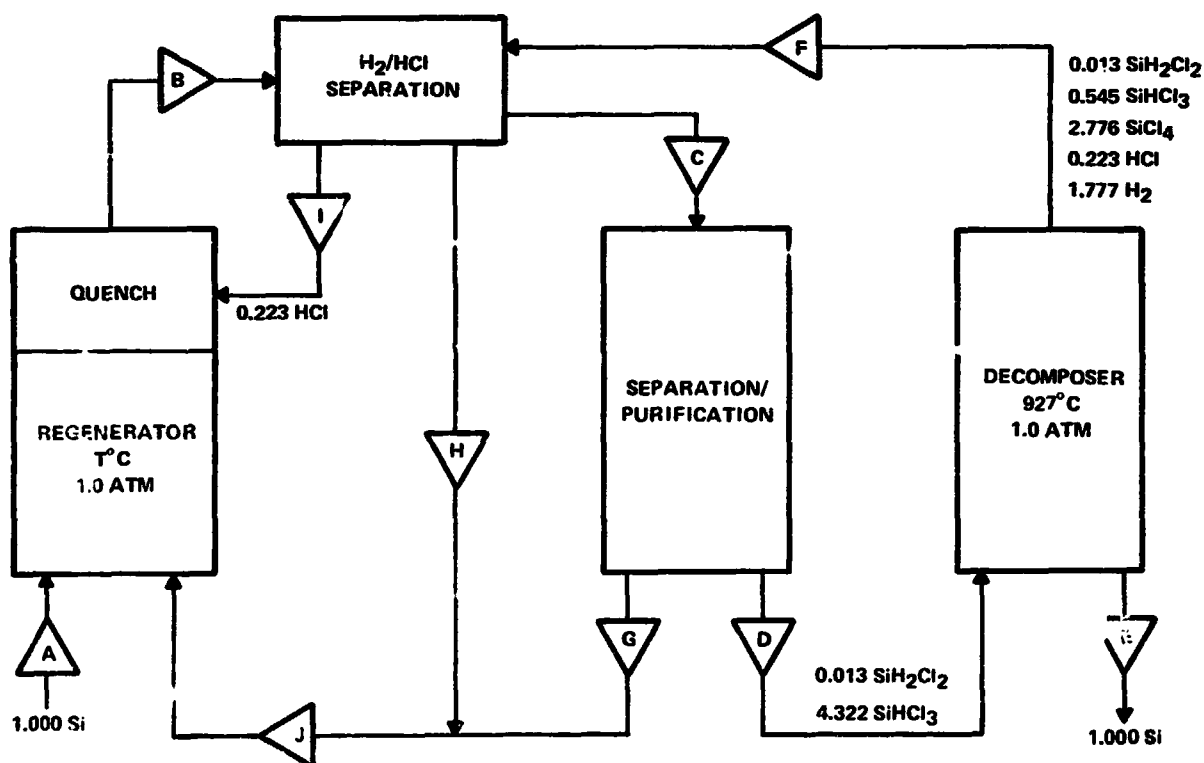 H2/HCl
SEPARATION
B
F
0.013 SiH2Cl2
0.545 SiHCl3
2.776 SiCl4
0.223 HCl
1.777 H2
C
I
QUENCH
0.223 HCl
REGENERATOR
T°C
1.0 ATM
SEPARATION/
PURIFICATION
DECOMPOSER
927°C
1.0 ATM
H
A
1.000 Si
J
G
D
0.013 SiH2Cl2
4.322 SiHCl3
1.000 Si